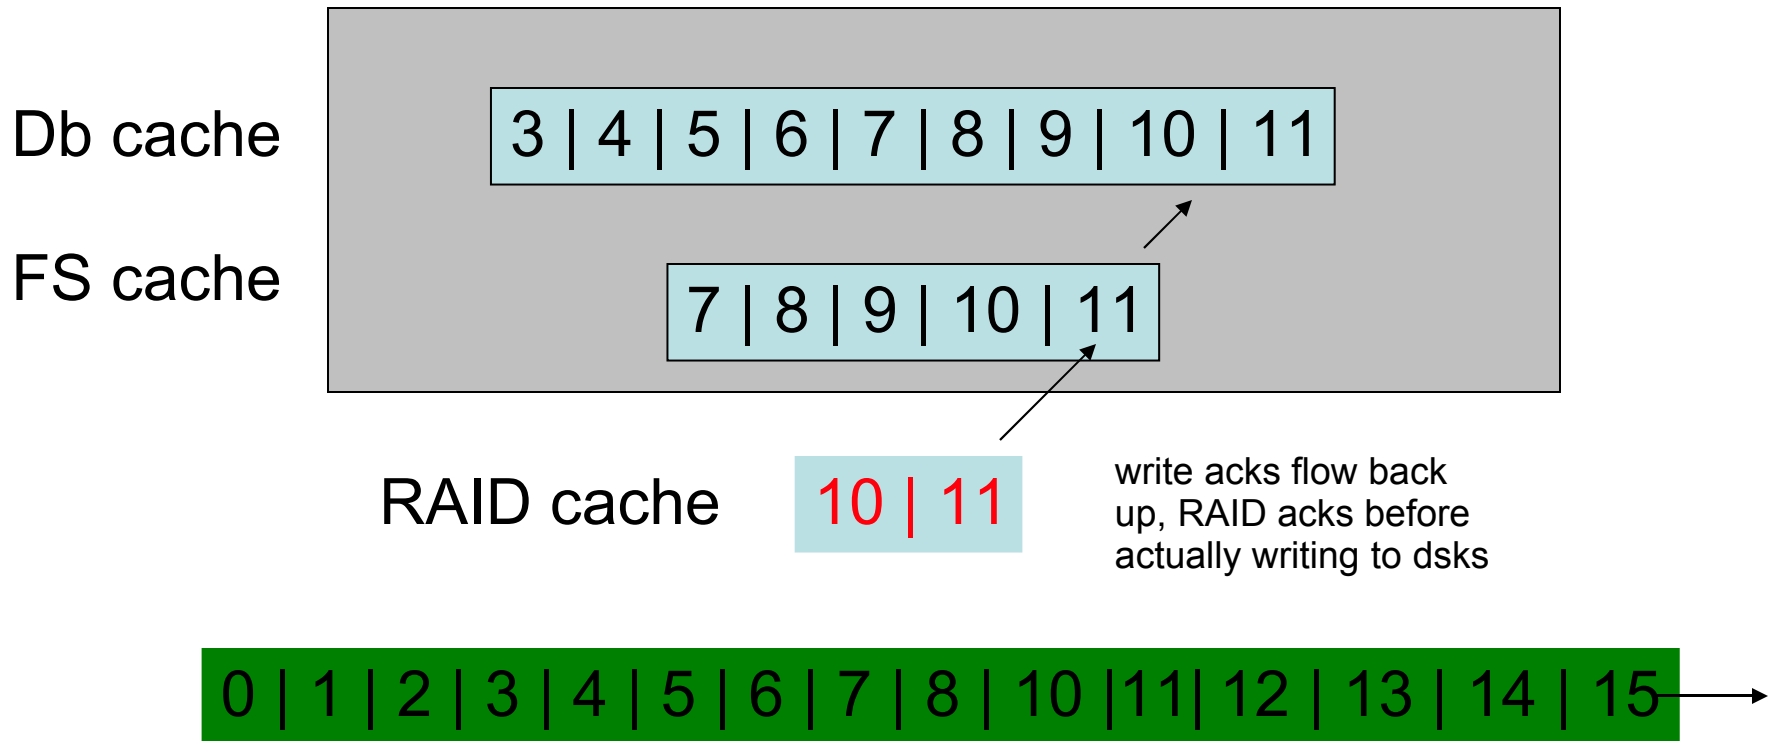 Db cache
3 | 4 | 5 | 6 | 7 | 8 | 9 | 10 | 11
FS cache
7 | 8 | 9 | 10 | 11
RAID cache
10 | 11
write acks flow back
up, RAID acks before
actually writing to dsks
0 | 1 | 2 | 3 | 4 | 5 | 6 | 7 | 8 | 10 |11| 12 | 13 | 14 | 15